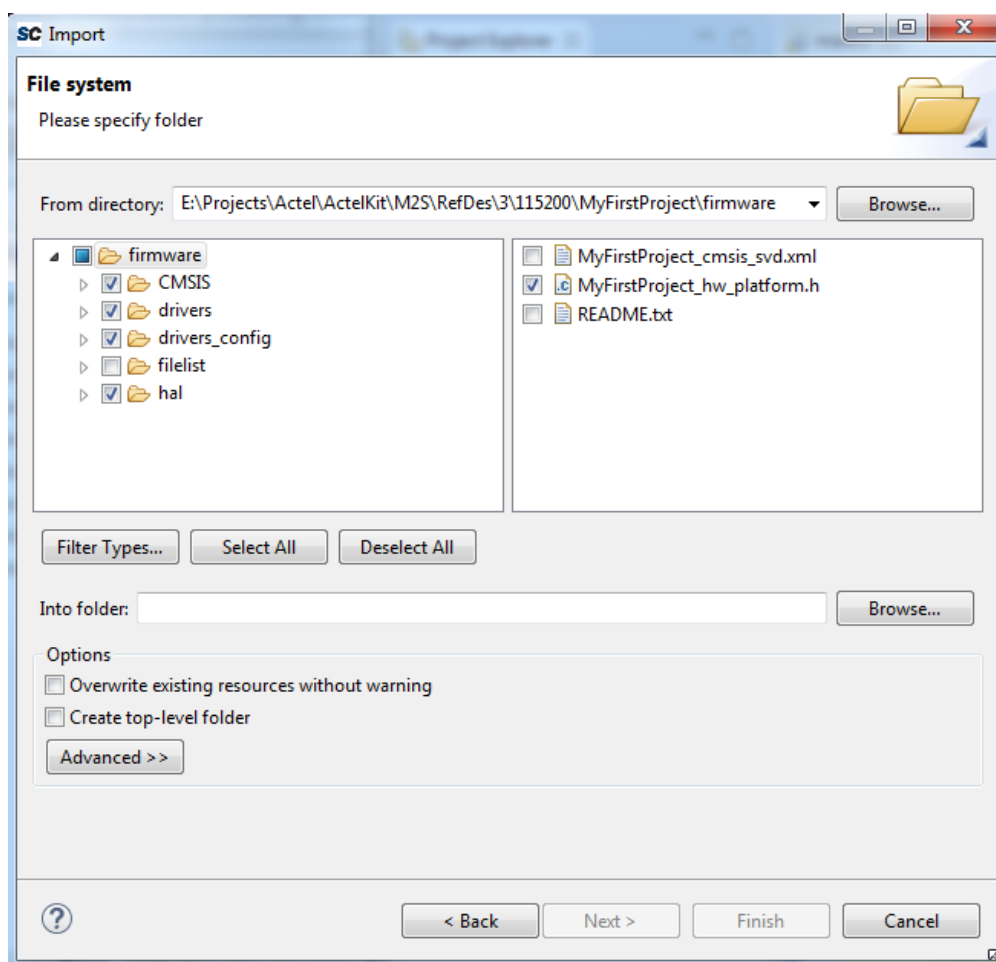 SC Import
Project Explorer
File system
Please specify folder
From directory: E:\Projects\Actel\ActelKit\M2S\RefDes\3\115200\MyFirstProject\firmware Browse...
firmware
CMSIS
drivers
drivers_config
filelist
hal
MyFirstProject_cmsis_svd.xml
MyFirstProject_hw_platform.h
README.txt
Filter Types... Select All Deselect All
Into folder: Browse...
Options
Overwrite existing resources without warning
Create top-level folder
Advanced >>
< Back Next > Finish Cancel